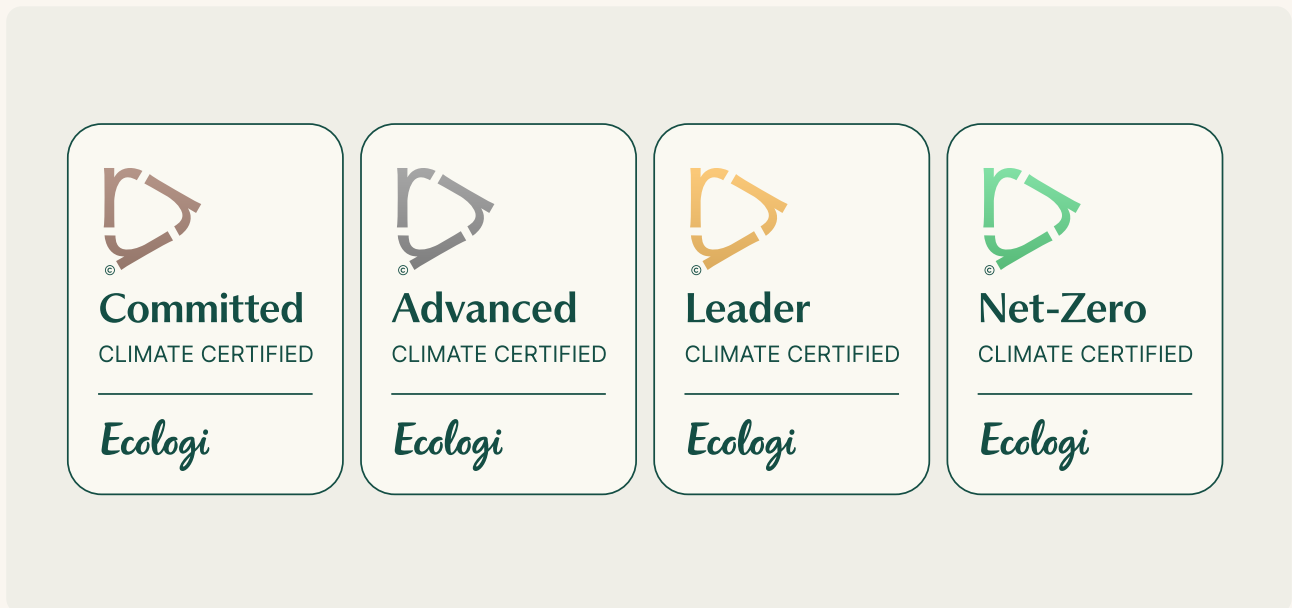 ©
Committed
CLIMATE CERTIFIED
Ecologi
©
Advanced
CLIMATE CERTIFIED
Ecologi
©
Leader
CLIMATE CERTIFIED
Ecologi
©
Net-Zero
CLIMATE CERTIFIED
Ecologi